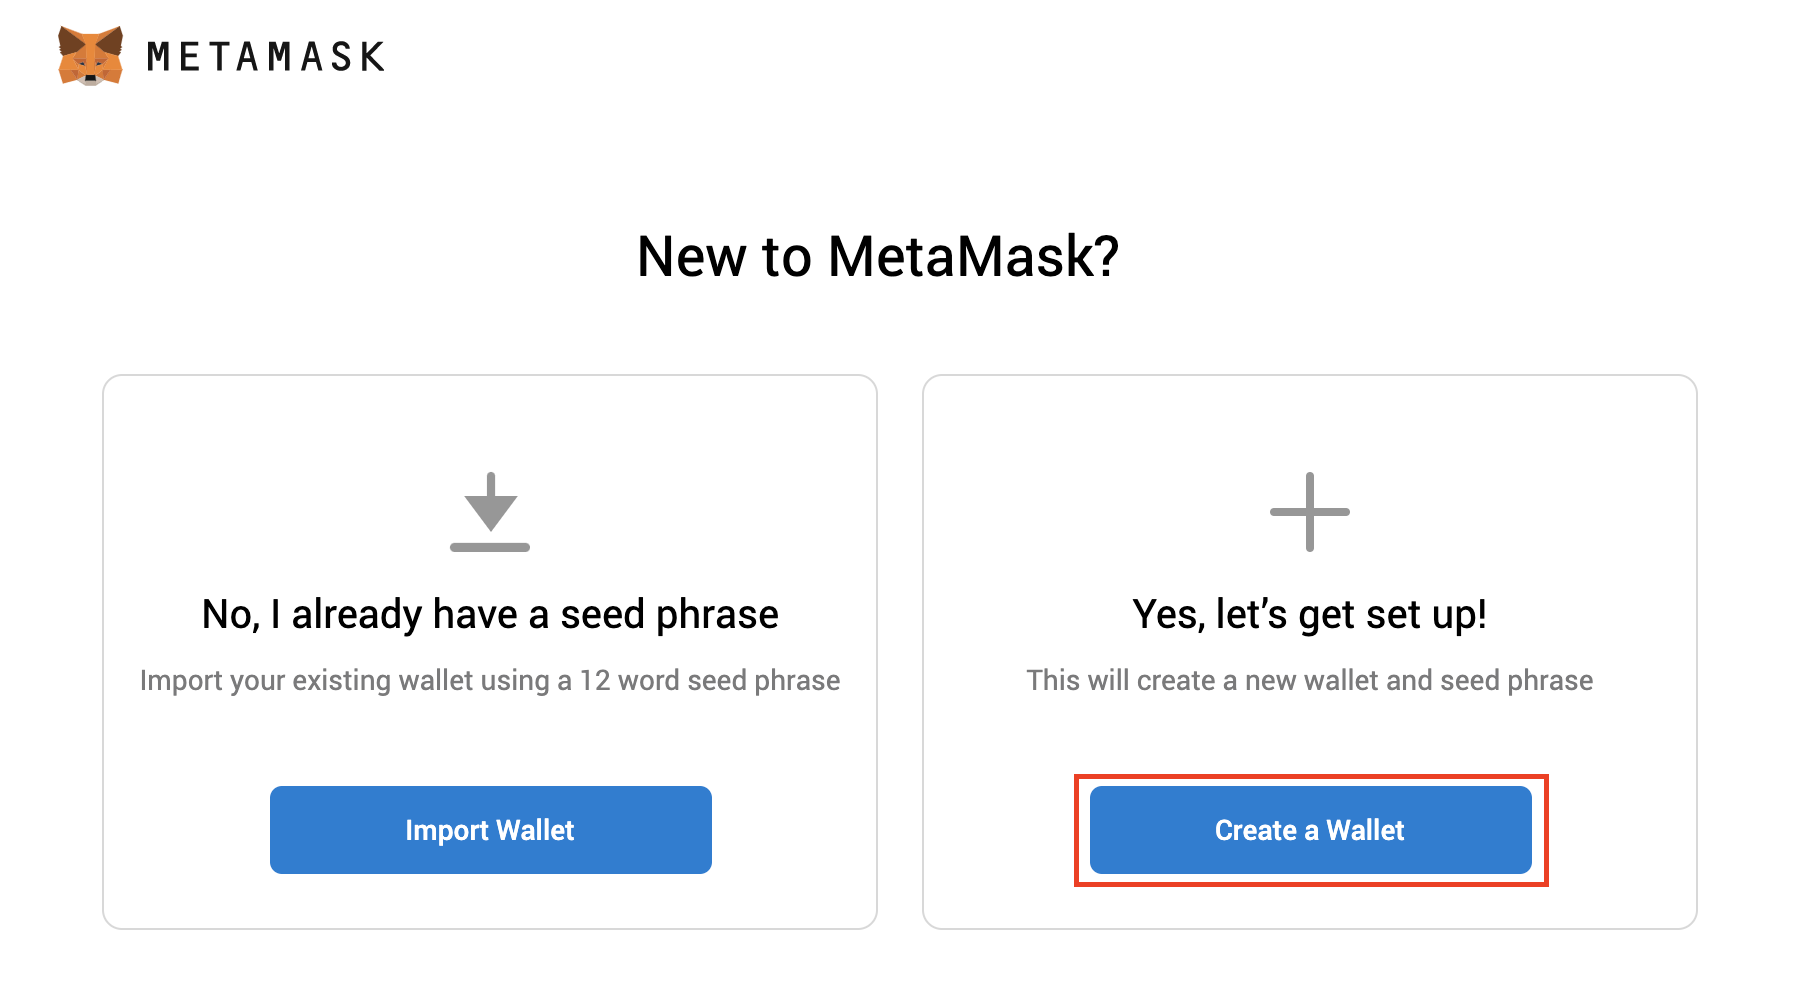 METAMASK
New to MetaMask?
No, I already have a seed phrase
Import your existing wallet using a 12 word seed phrase
Import Wallet
Yes, let’s get set up!
This will create a new wallet and seed phrase
Create a Wallet